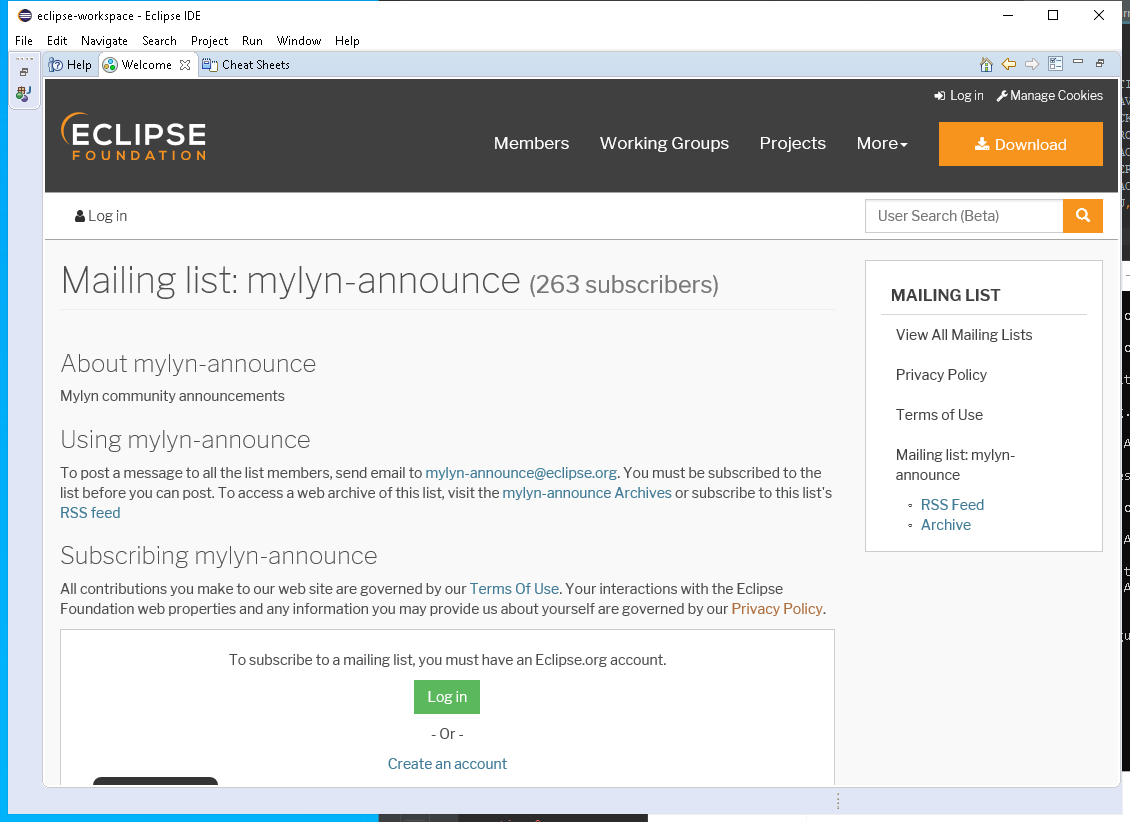 eclipse-workspace - Eclipse IDE
File Edit Navigate Search Project Run Window Help
Help Welcome Cheat Sheets
Log in Manage Cookies
ECLIPSE
FOUNDATION
Members Working Groups Projects More Download
Log in User Search (Beta)
Mailing list: mylyn-announce (263 subscribers)
About mylyn-announce
Mylyn community announcements
Using mylyn-announce
To post a message to all the list members, send email to mylyn-announce@eclipse.org. You must be subscribed to the
list before you can post. To access a web archive of this list, visit the mylyn-announce Archives or subscribe to this list's
RSS feed
Subscribing mylyn-announce
All contributions you make to our web site are governed by our Terms Of Use. Your interactions with the Eclipse
Foundation web properties and any information you may provide us about yourself are governed by our Privacy Policy.
To subscribe to a mailing list, you must have an Eclipse.org account.
Log in
- Or -
Create an account
MAILING LIST
View All Mailing Lists
Privacy Policy
Terms of Use
Mailing list: mylyn-
announce
RSS Feed
Archive